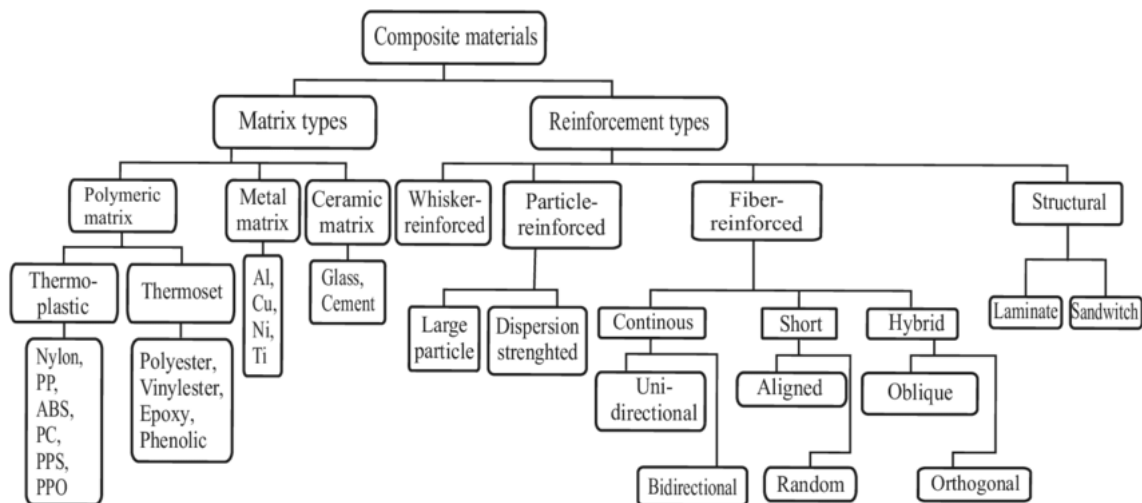 Composite materials
Matrix types
Reinforcement types
Polymeric
matrix
Metal
matrix
Ceramic
matrix
Whisker-
reinforced
Particle-
reinforced
Fiber-
reinforced
Structural
Thermo-
plastic
Thermoset
Al,
Cu,
Ni,
Ti
Glass,
Cement
Large
particle
Dispersion
strenghted
Continous
Short
Hybrid
Laminate
Sandwitch
Nylon,
PP,
ABS,
PC,
PPS,
PPO
Polyester,
Vinylester,
Epoxy,
Phenolic
Uni-
directional
Aligned
Oblique
Bidirectional
Random
Orthogonal